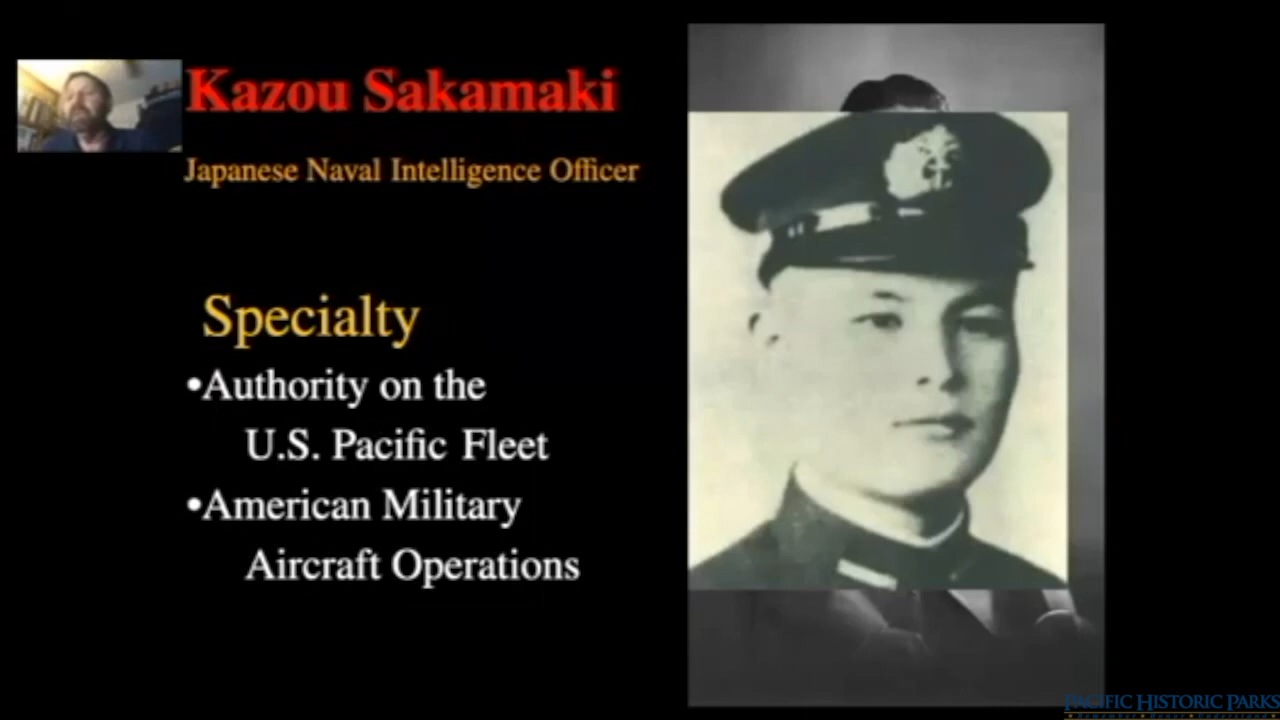 Kazou Sakamaki
Japanese Naval Intelligence Officer
Specialty
•Authority on the
U.S. Pacific Fleet
•American Military
Aircraft Operations
PACIFIC HISTORIC PARKS